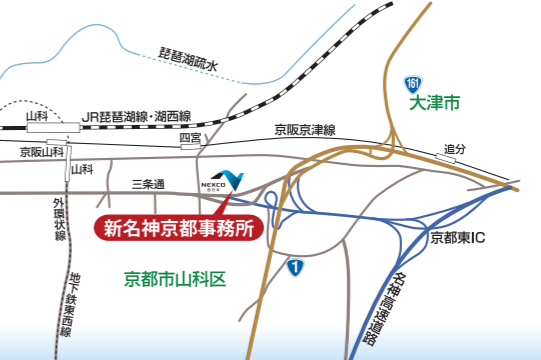 琵琶湖疏水
161
大津市
山科
JR琵琶湖線・湖西線
四宮
京阪京津線
追分
京阪山科
山科
三条通
NEXCO
西日本
新名神京都事務所
外環状線
京都東IC
京都市山科区
1
地下鉄東西線
名神高速道路